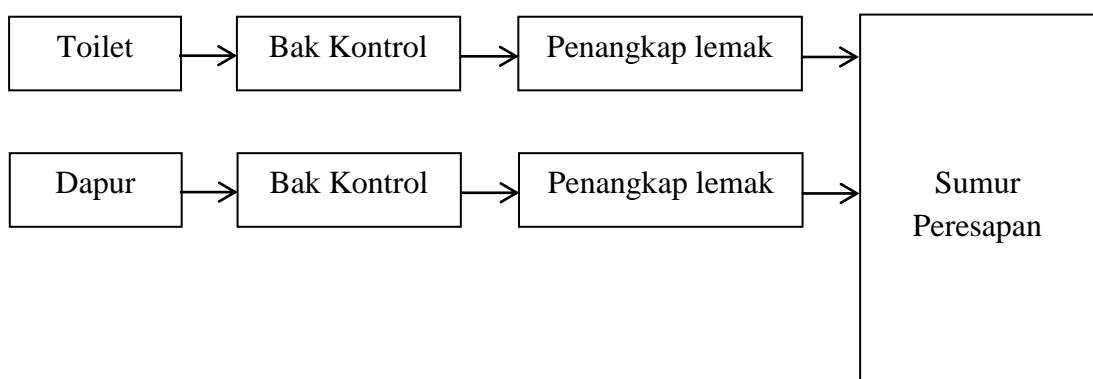 Toilet
Bak Kontrol
Penangkap lemak
Dapur
Bak Kontrol
Penangkap lemak
Sumur
Peresapan